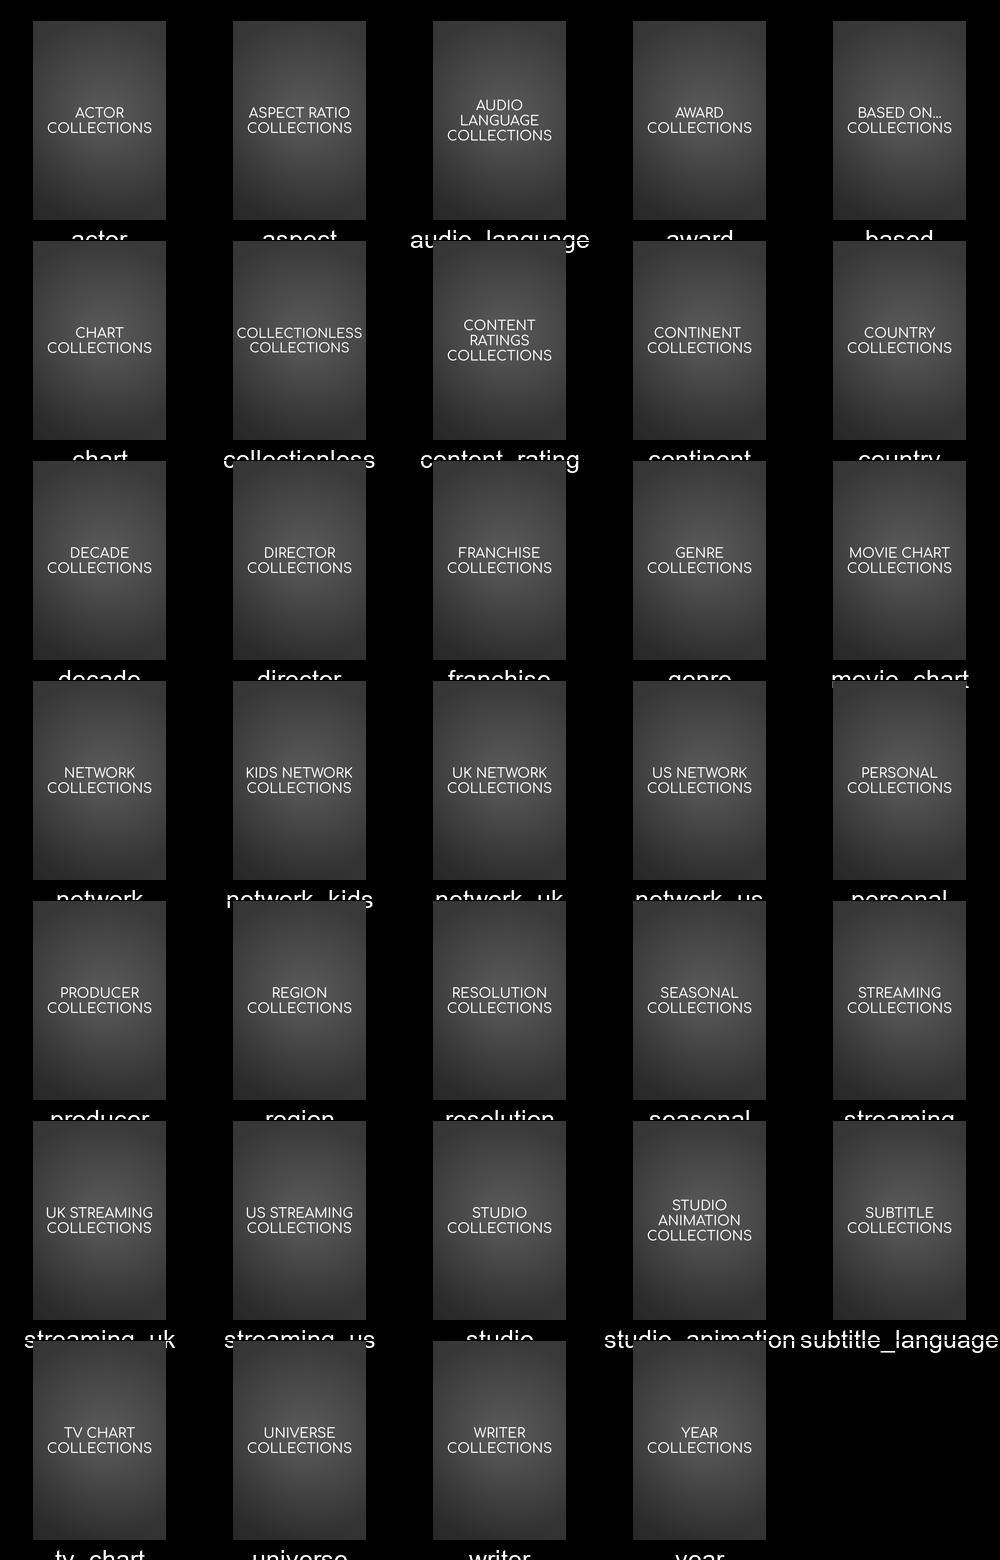 ACTOR
COLLECTIONS
ASPECT RATIO
COLLECTIONS
AUDIO
LANGUAGE
COLLECTIONS
AWARD
COLLECTIONS
BASED ON...
COLLECTIONS
actor
aspect
audio_language
award
based
CHART
COLLECTIONS
COLLECTIONLESS
COLLECTIONS
CONTENT
RATINGS
COLLECTIONS
CONTINENT
COLLECTIONS
COUNTRY
COLLECTIONS
chart
collectionless
content_rating
continent
country
DECADE
COLLECTIONS
DIRECTOR
COLLECTIONS
FRANCHISE
COLLECTIONS
GENRE
COLLECTIONS
MOVIE CHART
COLLECTIONS
decade
director
franchise
genre
movie_chart
NETWORK
COLLECTIONS
KIDS NETWORK
COLLECTIONS
UK NETWORK
COLLECTIONS
US NETWORK
COLLECTIONS
PERSONAL
COLLECTIONS
network
network_kids
network_uk
network_us
personal
PRODUCER
COLLECTIONS
REGION
COLLECTIONS
RESOLUTION
COLLECTIONS
SEASONAL
COLLECTIONS
STREAMING
COLLECTIONS
producer
region
resolution
seasonal
streaming
UK STREAMING
COLLECTIONS
US STREAMING
COLLECTIONS
STUDIO
COLLECTIONS
STUDIO
ANIMATION
COLLECTIONS
SUBTITLE
COLLECTIONS
streaming_uk
streaming_us
studio
studio_animation
subtitle_language
TV CHART
COLLECTIONS
UNIVERSE
COLLECTIONS
WRITER
COLLECTIONS
YEAR
COLLECTIONS
tv_chart
universe
writer
year